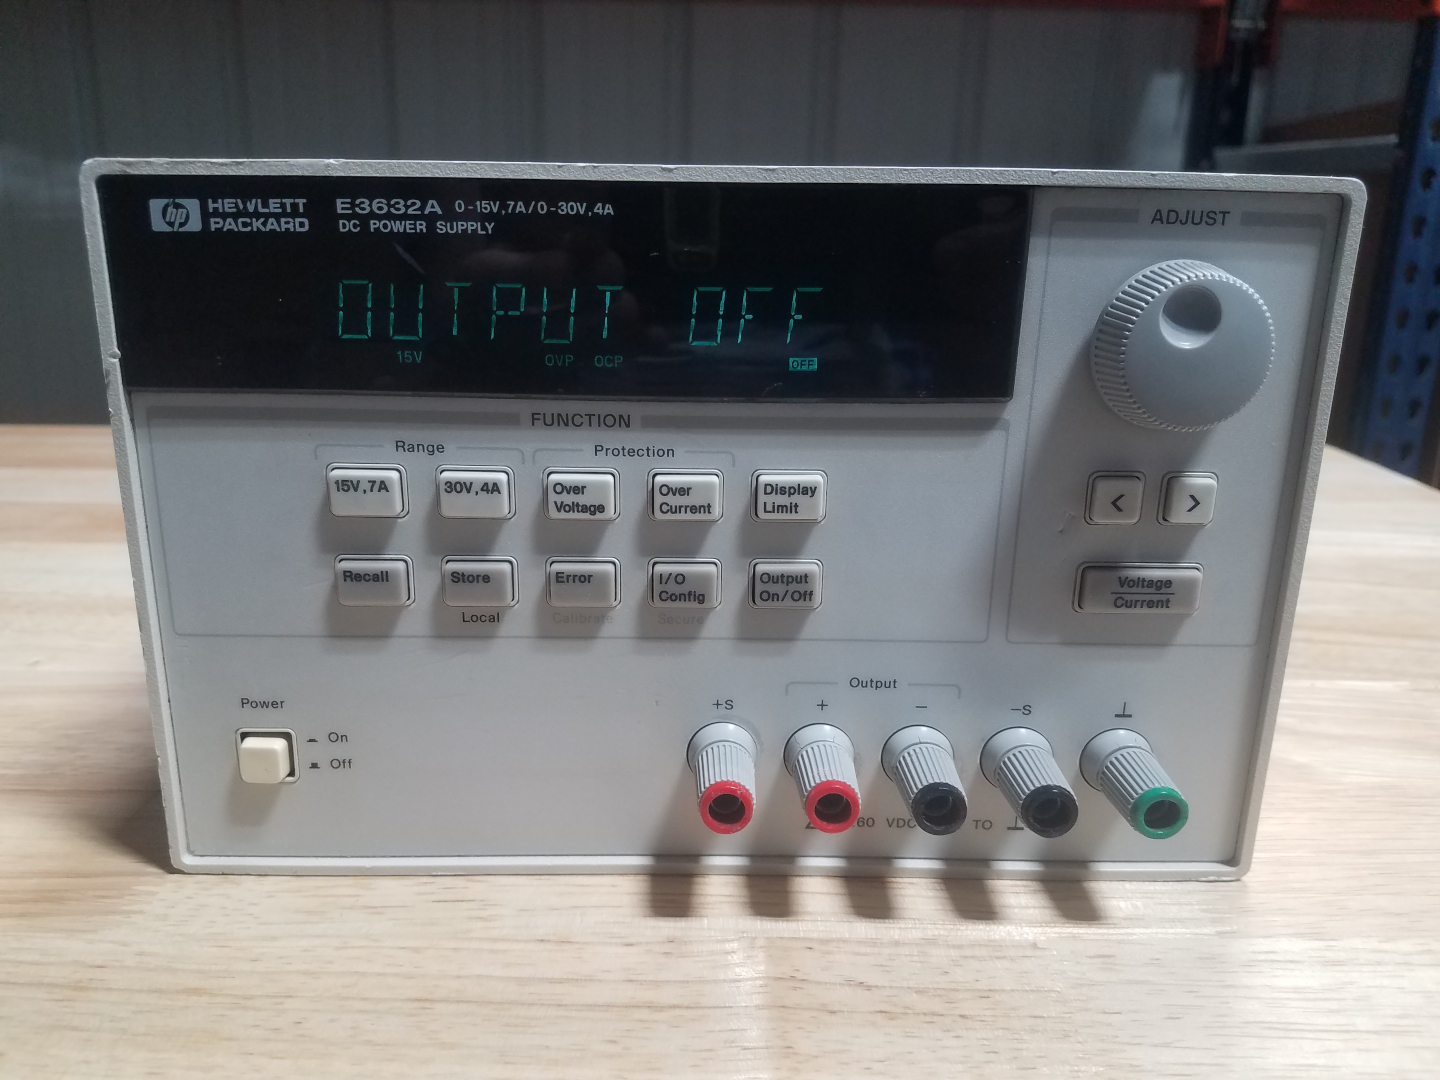 hp HEWLETT PACKARD E3632A 0-15V,7A/0-30V,4A
DC POWER SUPPLY
OUTPUT OFF
15V OVP OCP OFF
ADJUST
FUNCTION
Range Protection
15V,7A 30V,4A Over Voltage Over Current Display Limit
< >
Recall Store Error I/O Config Output On/Off
Voltage
Current
Local Calibrate Secure
Power
On
Off
Output
+S + - -S
60 VDC TO